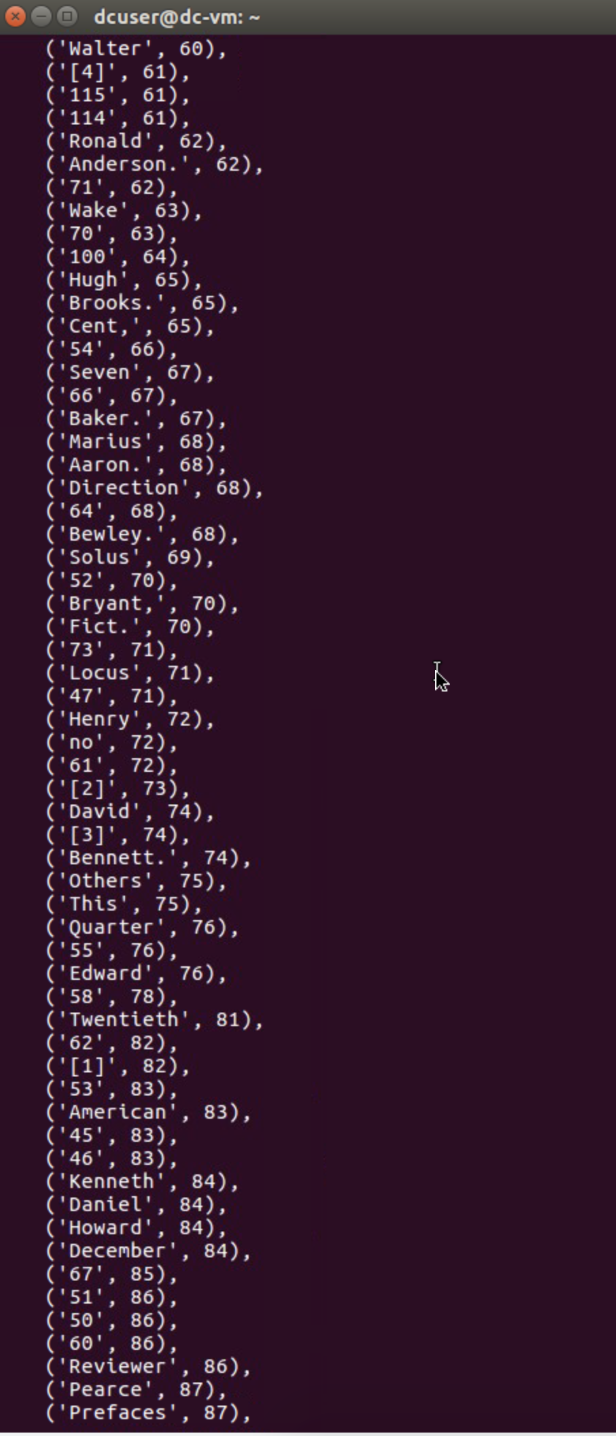 dcuser@dc-vm: ~
('Walter', 60),
('[4]', 61),
('115', 61),
('114', 61),
('Ronald', 62),
('Anderson.', 62),
('71', 62),
('Wake', 63),
('70', 63),
('100', 64),
('Hugh', 65),
('Brooks.', 65),
('Cent,', 65),
('54', 66),
('Seven', 67),
('66', 67),
('Baker.', 67),
('Marius', 68),
('Aaron.', 68),
('Direction', 68),
('64', 68),
('Bewley.', 68),
('Solus', 69),
('52', 70),
('Bryant,', 70),
('Fict.', 70),
('73', 71),
('Locus', 71),
('47', 71),
('Henry', 72),
('no', 72),
('61', 72),
('[2]', 73),
('David', 74),
('[3]', 74),
('Bennett.', 74),
('Others', 75),
('This', 75),
('Quarter', 76),
('55', 76),
('Edward', 76),
('58', 78),
('Twentieth', 81),
('62', 82),
('[1]', 82),
('53', 83),
('American', 83),
('45', 83),
('46', 83),
('Kenneth', 84),
('Daniel', 84),
('Howard', 84),
('December', 84),
('67', 85),
('51', 86),
('50', 86),
('60', 86),
('Reviewer', 86),
('Pearce', 87),
('Prefaces', 87),